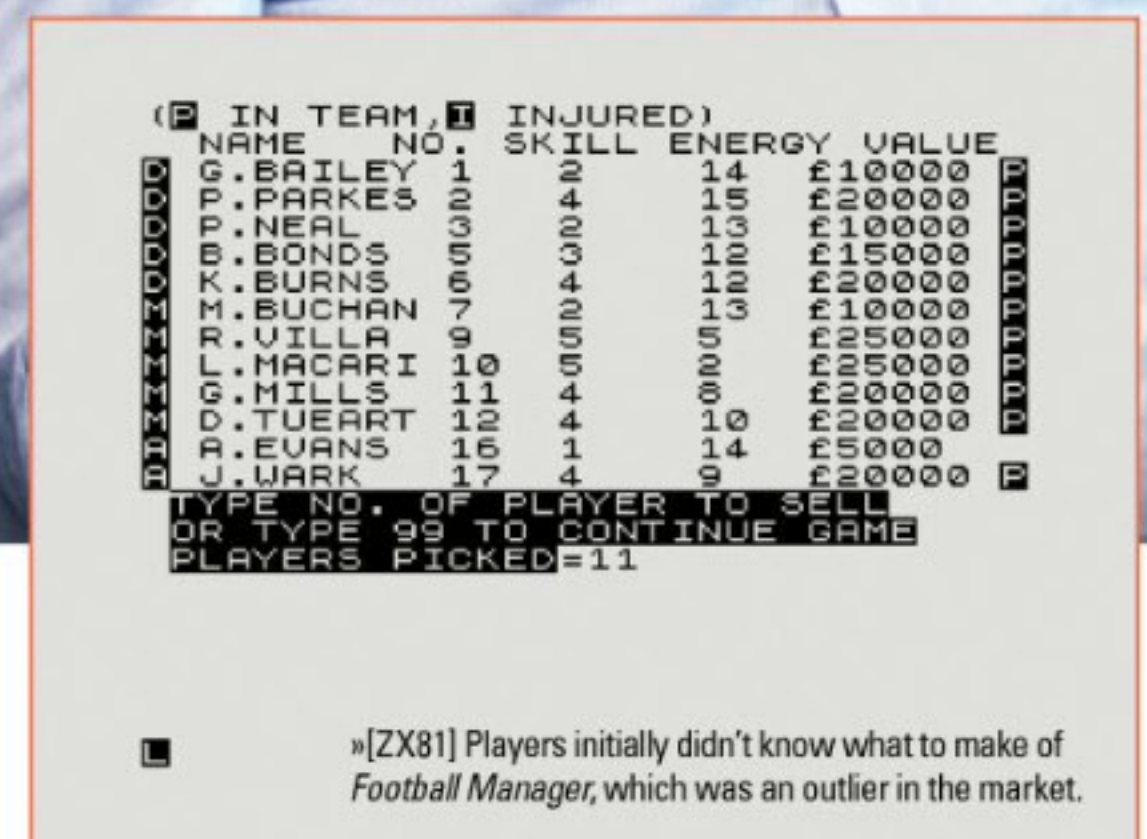 (P IN TEAM, I INJURED)
NAME NO. SKILL ENERGY VALUE
D G.BAILEY 1 2 14 £10000 P
D P.PARKES 2 4 15 £20000 P
D P.NEAL 3 2 13 £10000 P
D B.BONDS 5 3 12 £15000 P
D K.BURNS 6 4 12 £20000 P
M M.BUCHAN 7 2 13 £10000 P
M R.VILLA 9 5 5 £25000 P
M L.MACARI 10 5 2 £25000 P
M G.MILLS 11 4 8 £20000 P
M D.TUEART 12 4 10 £20000 P
A A.EVANS 16 1 14 £5000
A J.WARK 17 4 9 £20000 P
TYPE NO. OF PLAYER TO SELL
OR TYPE 99 TO CONTINUE GAME
PLAYERS PICKED=11
L
»[ZX81] Players initially didn't know what to make of
Football Manager, which was an outlier in the market.